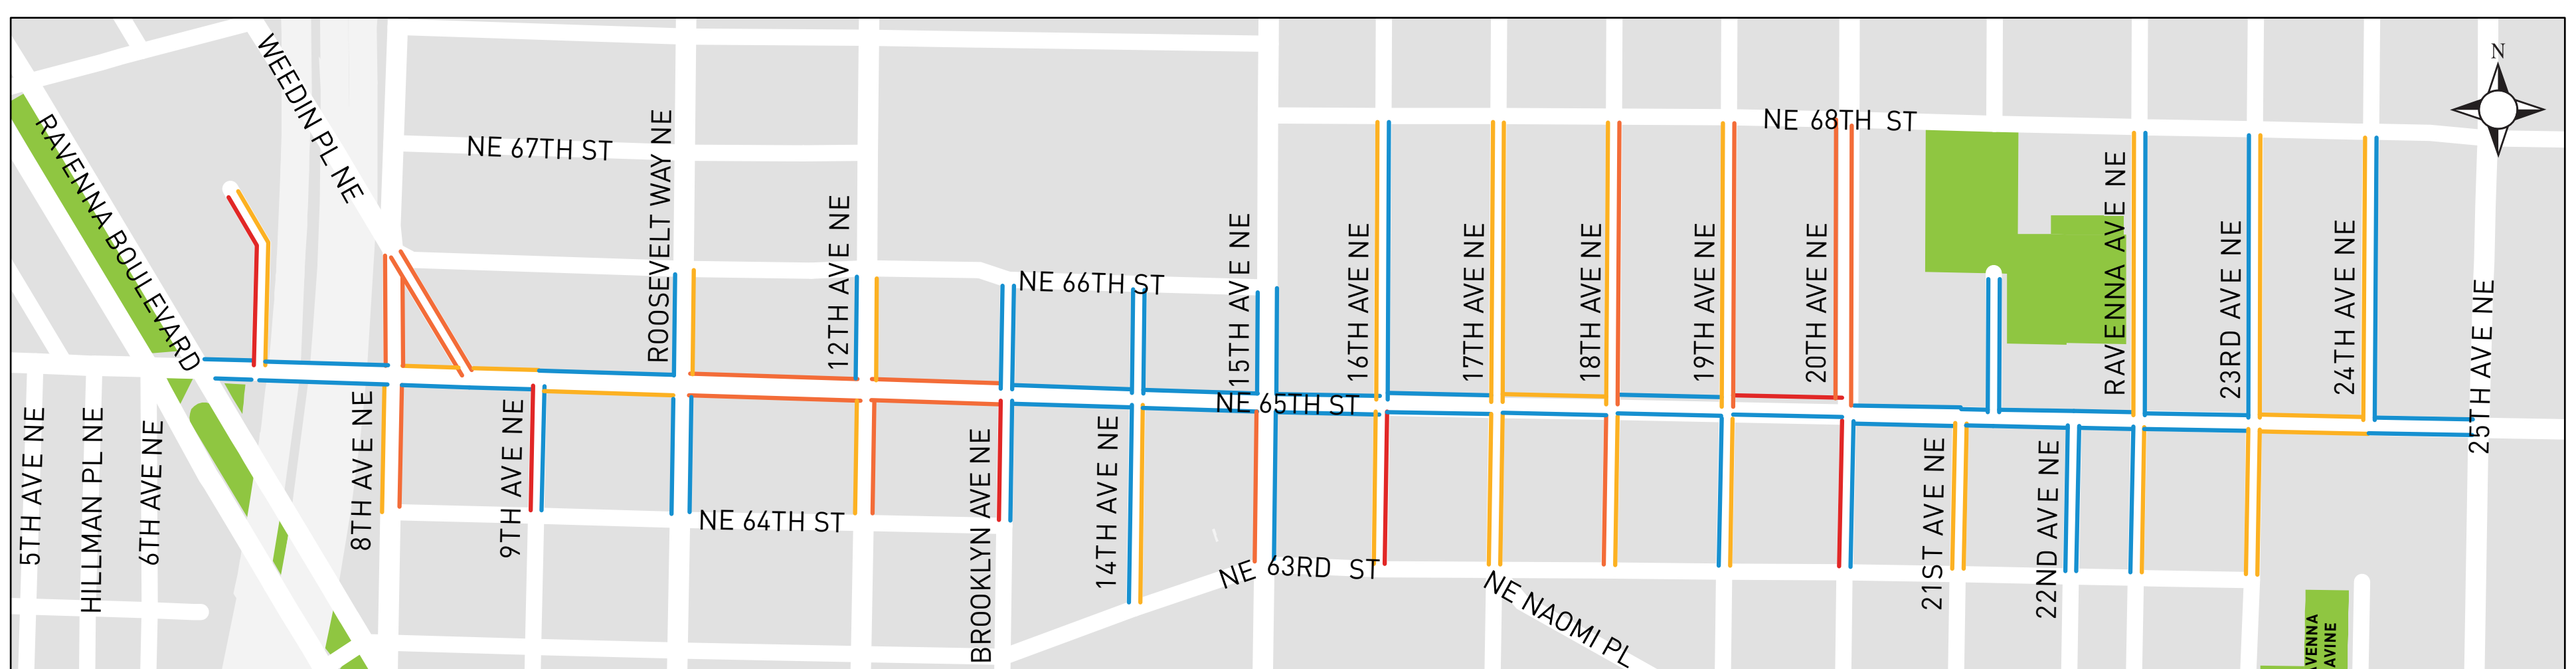 N
WEEDIN PL NE
RAVENNA BOULEVARD
NE 67TH ST
ROOSEVELT WAY NE
12TH AVE NE
NE 66TH ST
15TH AVE NE
16TH AVE NE
17TH AVE NE
18TH AVE NE
19TH AVE NE
NE 68TH ST
20TH AVE NE
RAVENNA AVE NE
23RD AVE NE
24TH AVE NE
25TH AVE NE
NE 65TH ST
5TH AVE NE
HILLMAN PL NE
6TH AVE NE
8TH AVE NE
9TH AVE NE
NE 64TH ST
BROOKLYN AVE NE
14TH AVE NE
NE 63RD ST
NE NAOMI PL
21ST AVE NE
22ND AVE NE
VENNA
AVINE